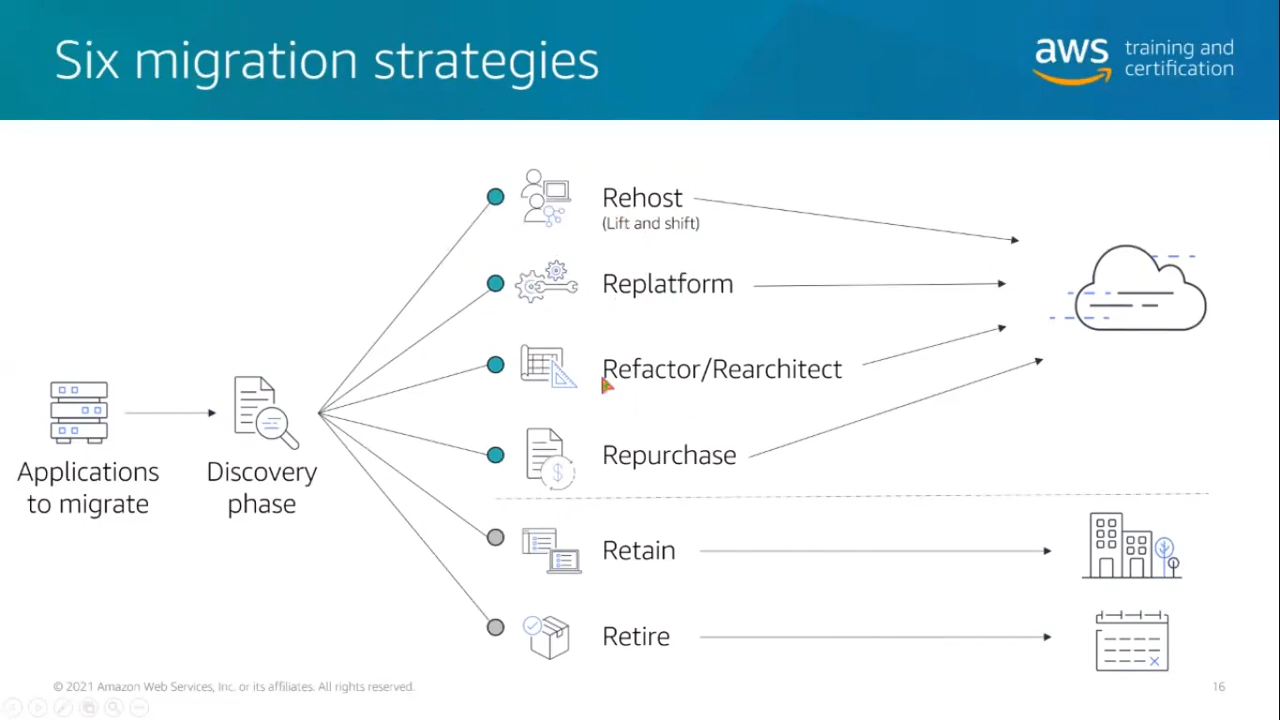 Six migration strategies
aws training and
certification
Rehost
(Lift and shift)
Replatform
Refactor/Rearchitect
Repurchase
Applications
to migrate
Discovery
phase
$
Retain
Retire
© 2021 Amazon Web Services, Inc. or its affiliates. All rights reserved.
16